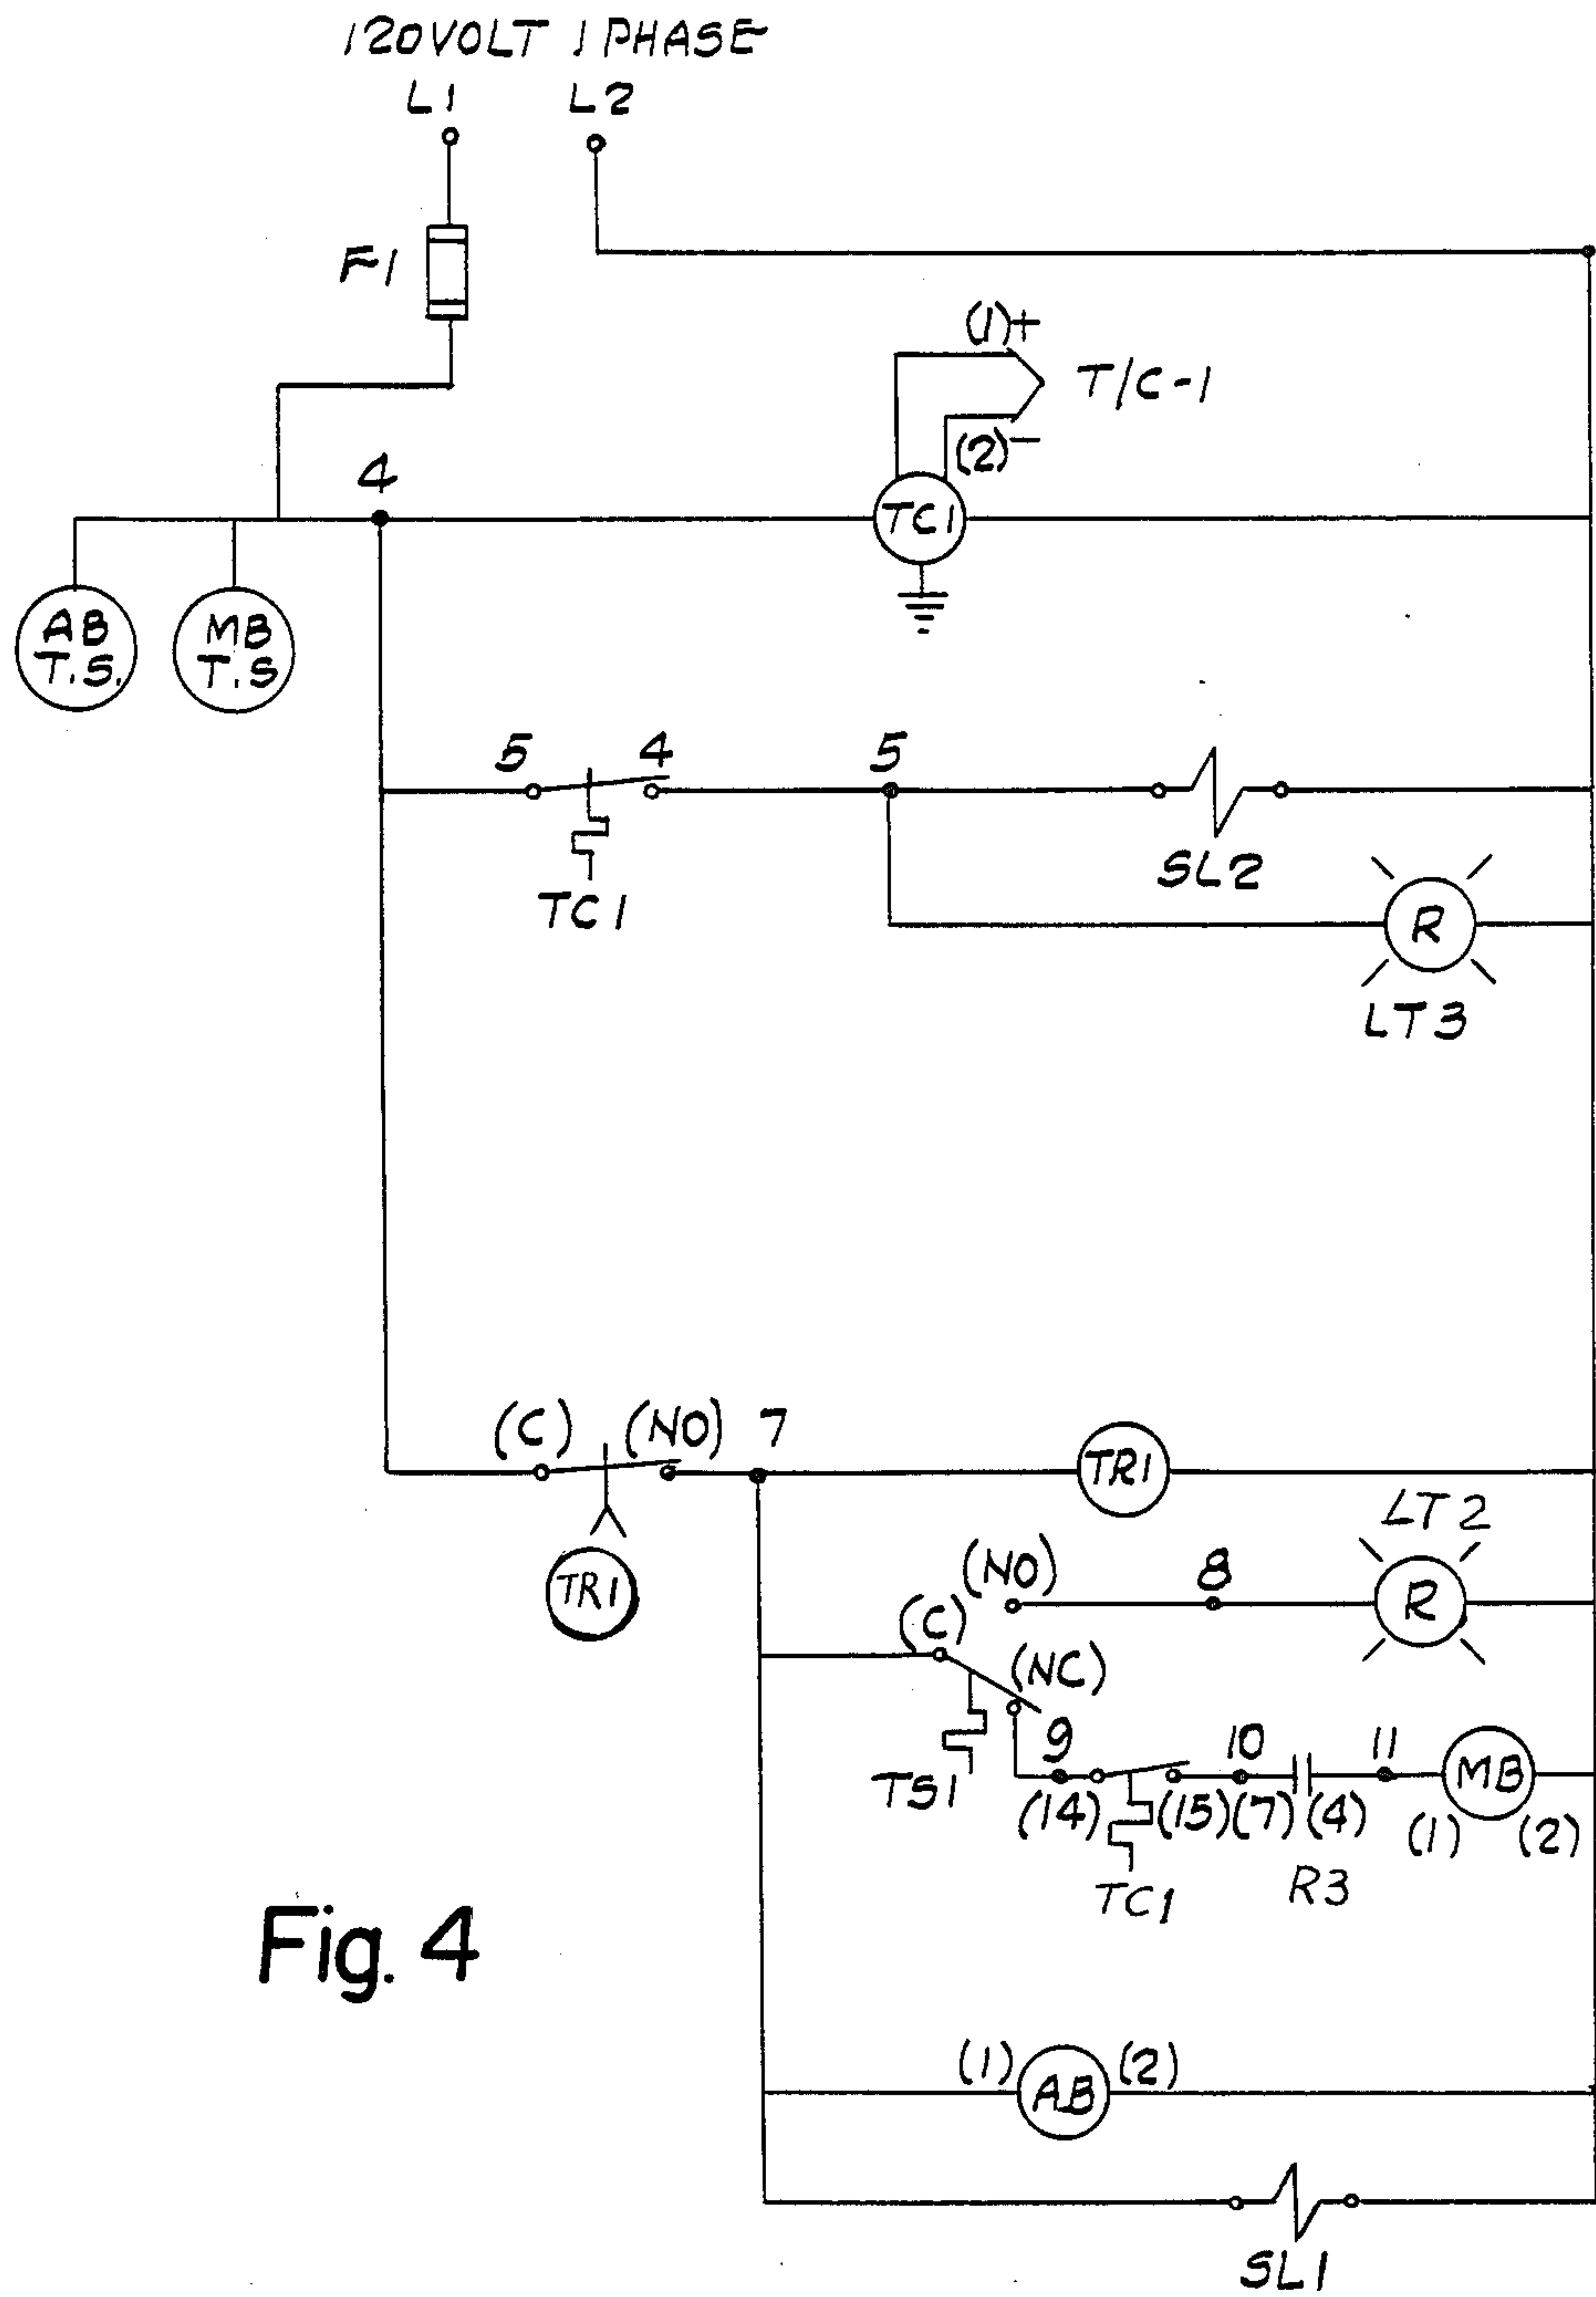 120VOLT 1 PHASE
L1 L2
F1
(1)+
T/C-1
(2)-
4
TC1
AB
T.S.
MB
T.S
5 4 5
TC1
SL2
R
LT3
(C) (NO) 7
TR1
TR1
LT2
(NO) 8
R
(C)
(NC)
TS1
9 10 11
MB
(14) (15) (7) (4) (1) (2)
TC1 R3
Fig. 4
(1) AB (2)
SL1